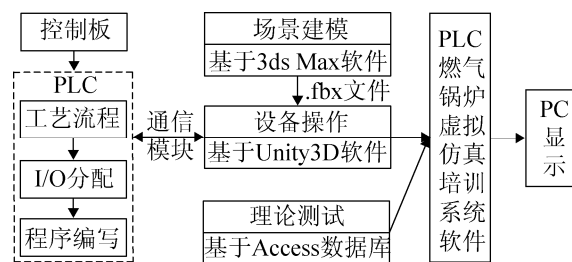 控制板
PLC
工艺流程
I/O分配
程序编写
通信
模块
场景建模
基于3ds Max软件
.fbx文件
设备操作
基于Unity3D软件
理论测试
基于Access数据库
PLC
燃气
锅炉
虚拟
仿真
培训
系统
软件
PC
显
示